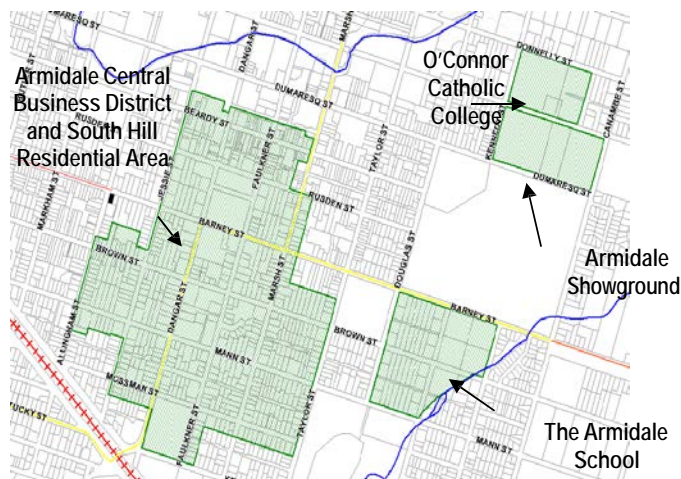 DUMARESQ ST
DANGAR ST
MARSH
DONNELLY ST
O'Connor
Catholic
College
Armidale Central
Business District
and South Hill
Residential Area
DUMARESQ ST
CANAMBE ST
RUSDEN
BEARDY ST
FAULKNER ST
TAYLOR ST
DUMARESQ ST
MARKHAM ST
JESSIE ST
RUSDEN ST
BARNEY ST
BROWN ST
DOUGLAS ST
Armidale
Showground
MARSH ST
BARNEY ST
DANGAR ST
ALLINGHAM ST
BROWN ST
MANN ST
MOSSMAN ST
TUCKY ST
FAULKNER ST
TAYLOR ST
MANN ST
The Armidale
School